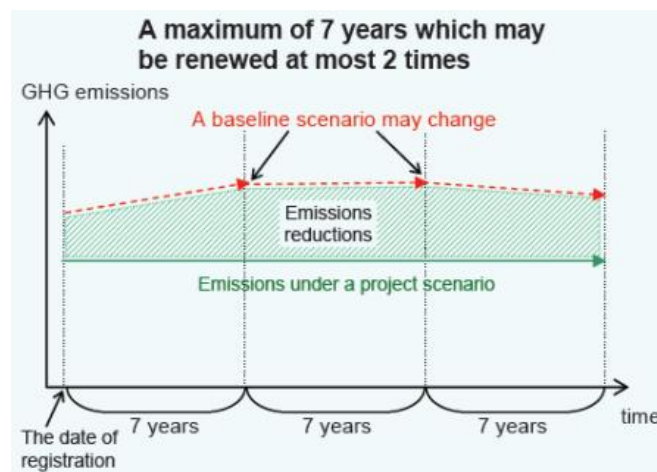 A maximum of 7 years which may
be renewed at most 2 times
GHG emissions
A baseline scenario may change
Emissions
reductions
Emissions under a project scenario
7 years
7 years
7 years
time
The date of
registration